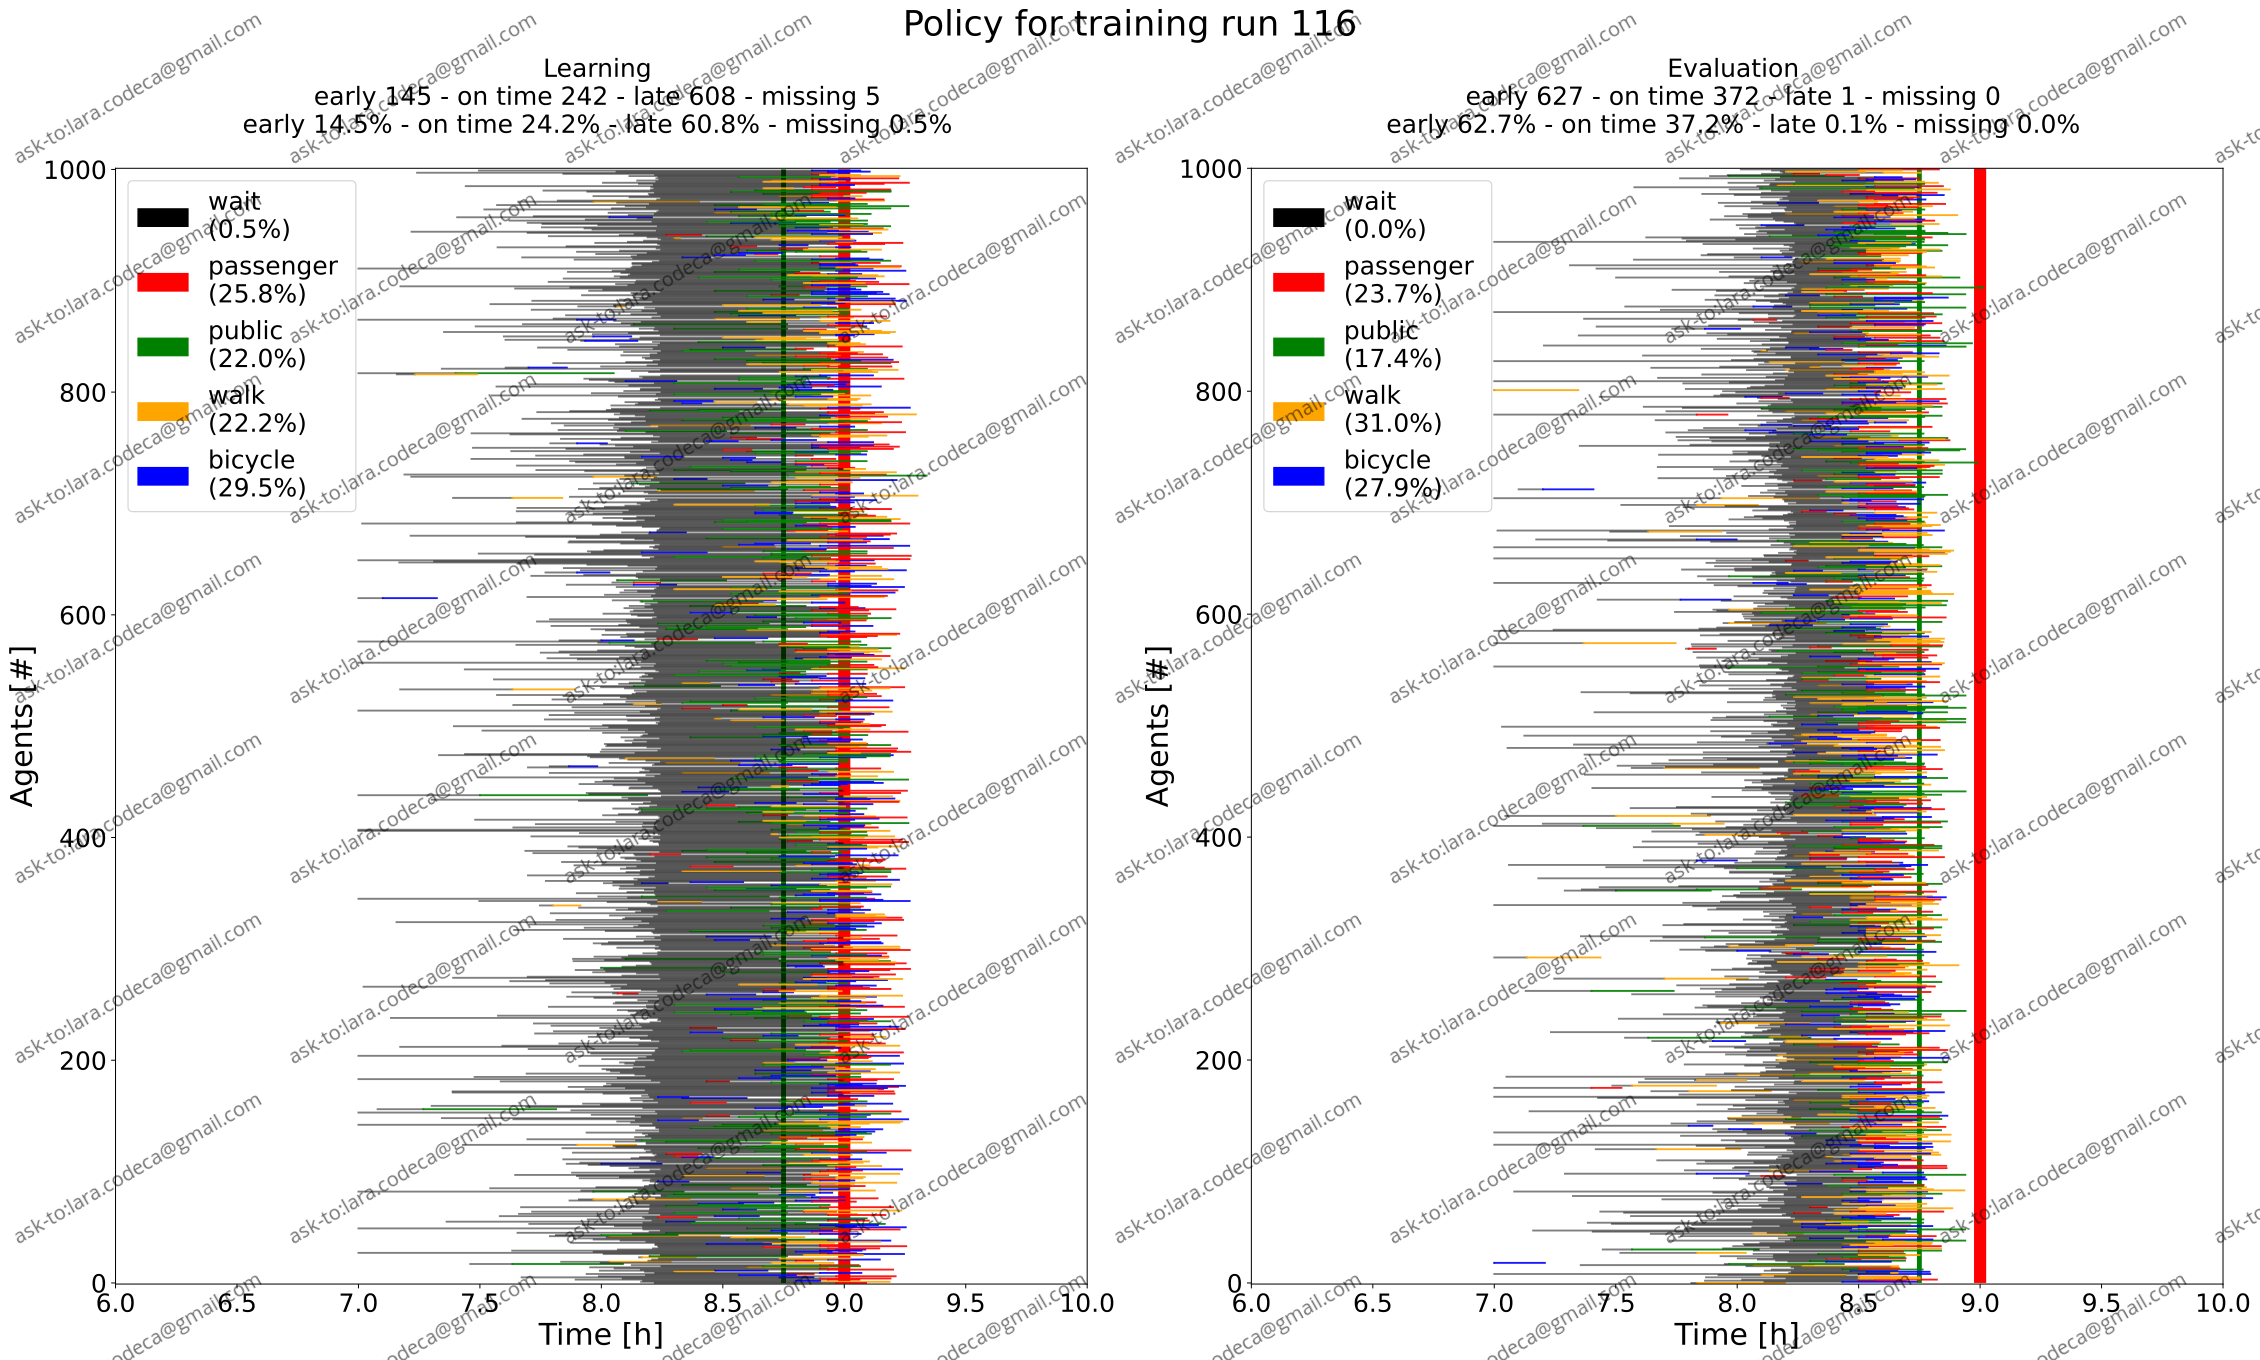 Policy for training run 116
Learning
early 145 - on time 242 - late 608 - missing 5
early 14.5% - on time 24.2% - late 60.8% - missing 0.5%
1000
800
600
400
200
0
Agents [#]
wait
(0.5%)
passenger
(25.8%)
public
(22.0%)
walk
(22.2%)
bicycle
(29.5%)
6.0 6.5 7.0 7.5 8.0 8.5 9.0 9.5 10.0
Time [h]
Evaluation
early 627 - on time 372 - late 1 - missing 0
early 62.7% - on time 37.2% - late 0.1% - missing 0.0%
1000
800
600
400
200
0
Agents [#]
wait
(0.0%)
passenger
(23.7%)
public
(17.4%)
walk
(31.0%)
bicycle
(27.9%)
6.0 6.5 7.0 7.5 8.0 8.5 9.0 9.5 10.0
Time [h]
ask-to:lara.codeca@gmail.com